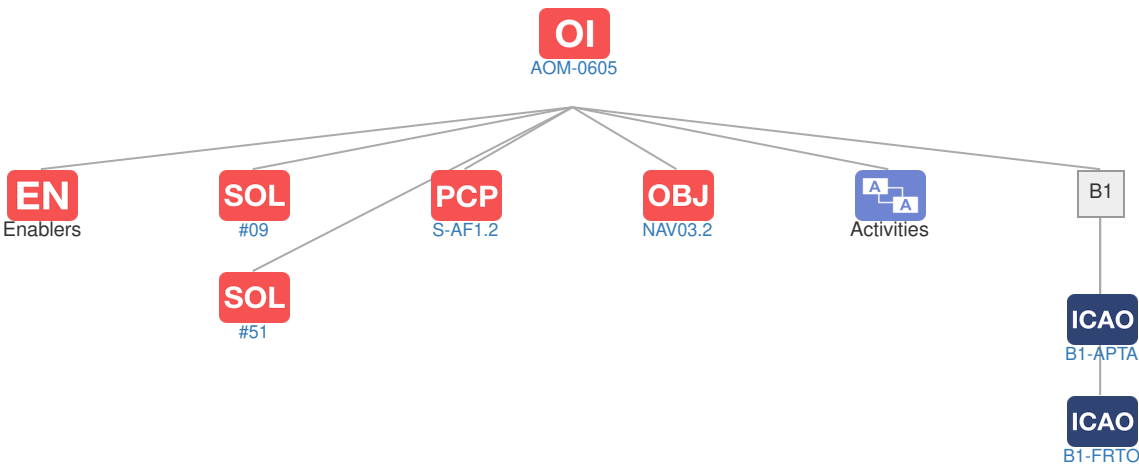 OI
AOM-0605
EN
Enablers
SOL
#09
PCP
S-AF1.2
OBJ
NAV03.2
A
A
Activities
B1
SOL
#51
ICAO
B1-APTA
ICAO
B1-FRTO